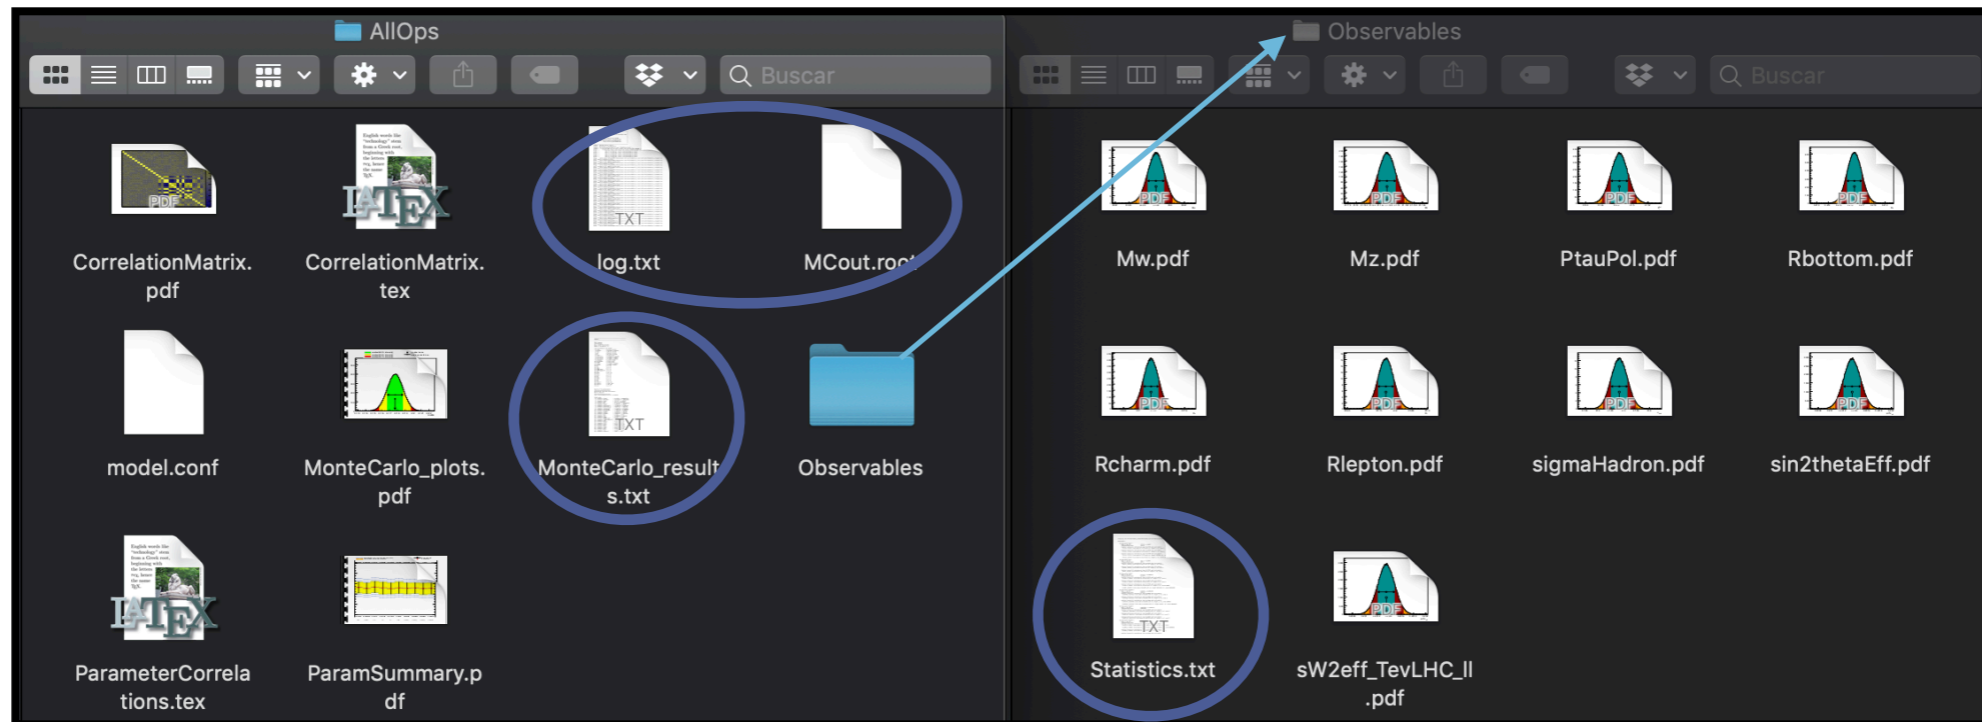 AllOps
Buscar
CorrelationMatrix.
pdf
CorrelationMatrix.
tex
log.txt
MCout.root
model.conf
MonteCarlo_plots.
pdf
MonteCarlo_result
s.txt
Observables
ParameterCorrela
tions.tex
ParamSummary.p
df
Observables
Buscar
Mw.pdf
Mz.pdf
PtauPol.pdf
Rbottom.pdf
Rcharm.pdf
Rlepton.pdf
sigmaHadron.pdf
sin2thetaEff.pdf
Statistics.txt
sW2eff_TevLHC_ll
.pdf